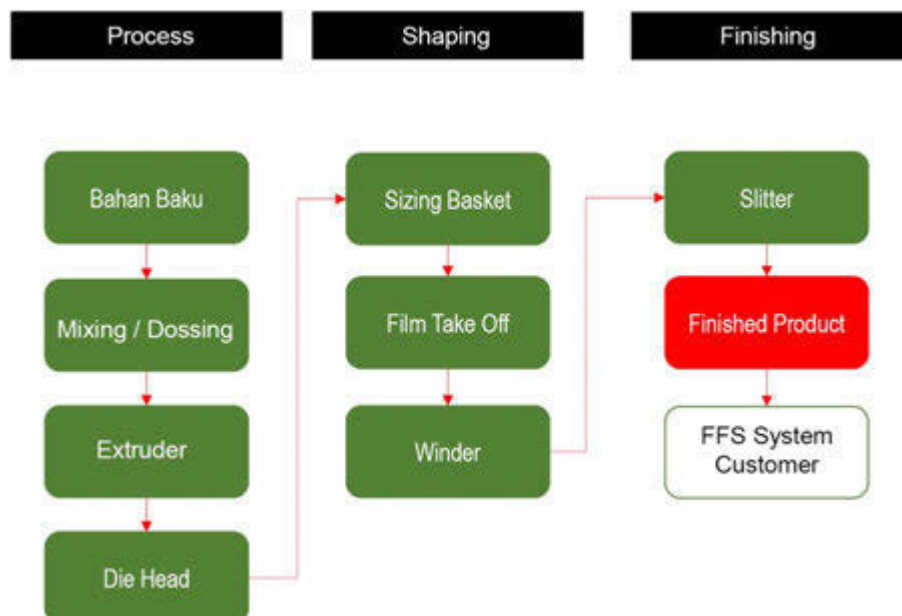 Process
Shaping
Finishing
Bahan Baku
Mixing / Dossing
Extruder
Die Head
Sizing Basket
Film Take Off
Winder
Slitter
Finished Product
FFS System
Customer